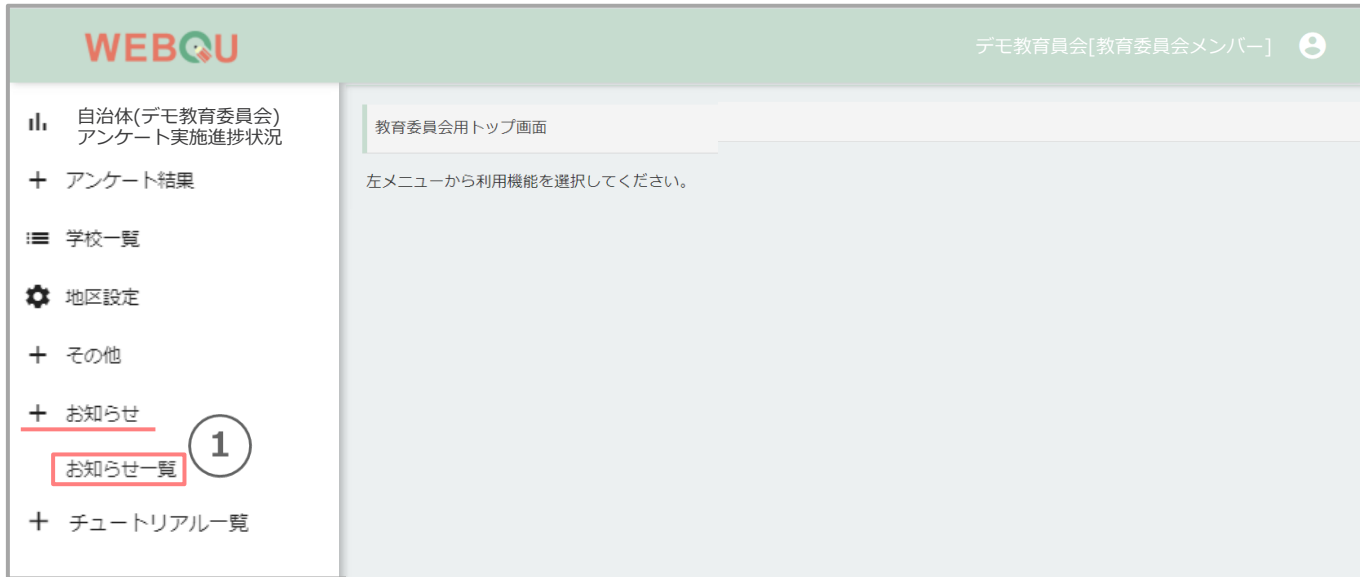 WEBQU
デモ教育員会[教育委員会メンバー]
自治体(デモ教育委員会)
アンケート実施進捗状況
アンケート結果
学校一覧
地区設定
その他
お知らせ
1
お知らせ一覧
チュートリアル一覧
教育委員会用トップ画面
左メニューから利用機能を選択してください。